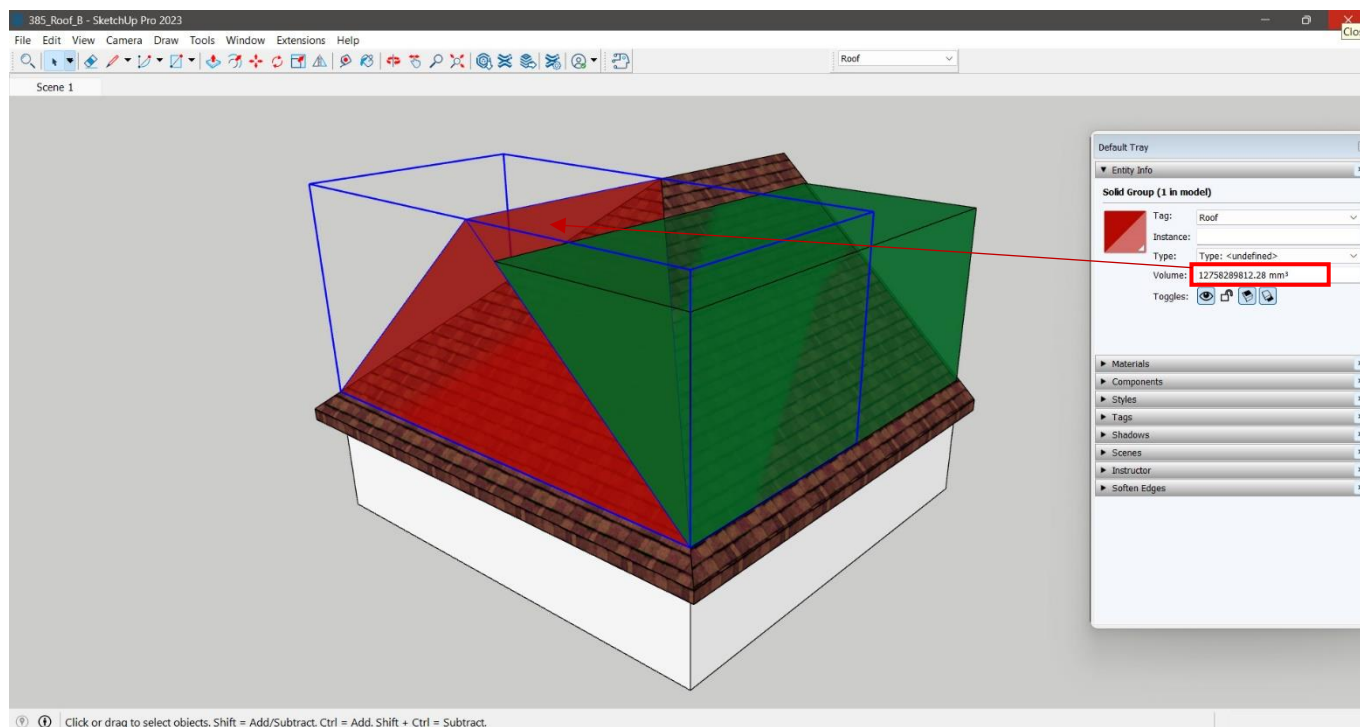 385_Roof_B - SketchUp Pro 2023
Clos
File Edit View Camera Draw Tools Window Extensions Help
Roof
Scene 1
Default Tray
Entity Info
Solid Group (1 in model)
Tag: Roof
Instance:
Type: Type: <undefined>
Volume: 12758289812.28 mm³
Toggles:
Materials
Components
Styles
Tags
Shadows
Scenes
Instructor
Soften Edges
Click or drag to select objects. Shift = Add/Subtract. Ctrl = Add. Shift + Ctrl = Subtract.